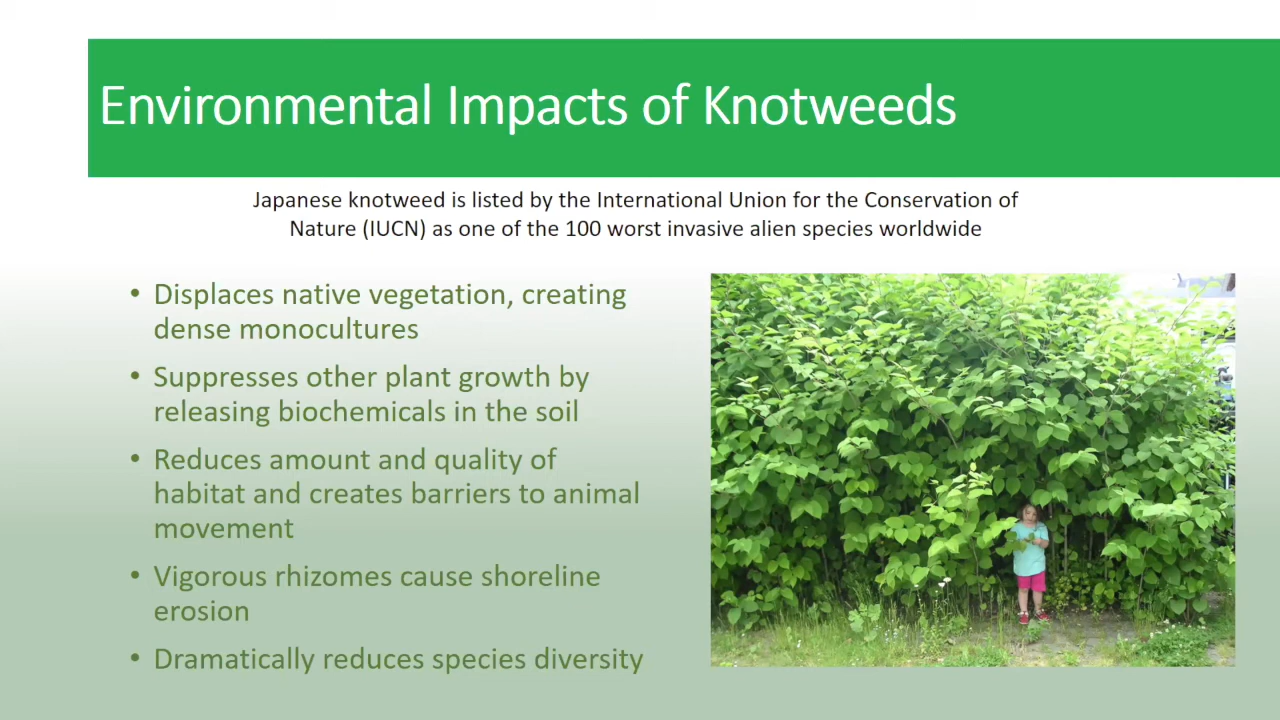 Environmental Impacts of Knotweeds
Japanese knotweed is listed by the International Union for the Conservation of
Nature (IUCN) as one of the 100 worst invasive alien species worldwide
• Displaces native vegetation, creating
dense monocultures
• Suppresses other plant growth by
releasing biochemicals in the soil
• Reduces amount and quality of
habitat and creates barriers to animal
movement
• Vigorous rhizomes cause shoreline
erosion
• Dramatically reduces species diversity